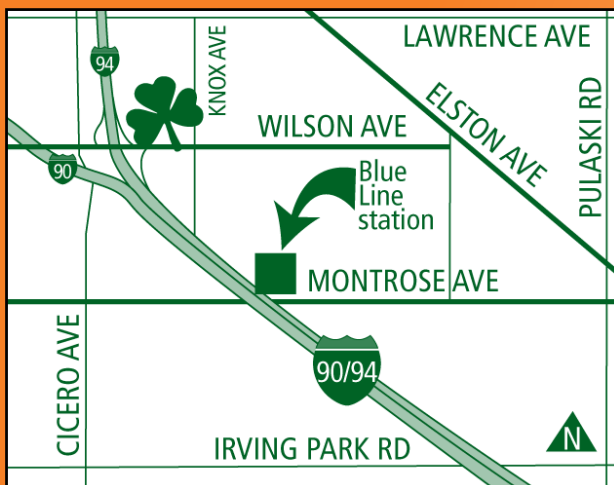 LAWRENCE AVE
94
KNOX AVE
ELSTON AVE
PULASKI RD
WILSON AVE
90
Blue
Line
station
MONTROSE AVE
90/94
CICERO AVE
IRVING PARK RD
N